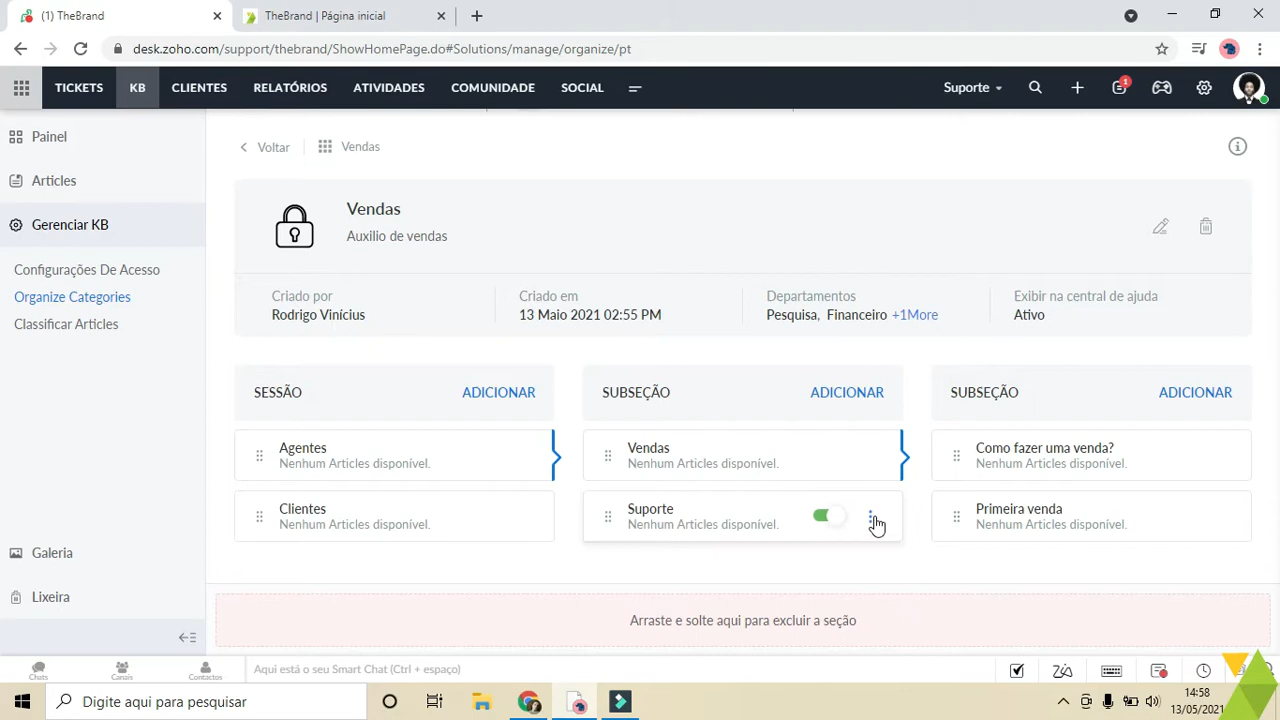 (1) TheBrand
TheBrand | Página inicial
desk.zoho.com/support/thebrand/ShowHomePage.do#Solutions/manage/organize/pt
TICKETS KB CLIENTES RELATÓRIOS ATIVIDADES COMUNIDADE SOCIAL
Suporte
1
Painel
Articles
Gerenciar KB
Configurações De Acesso
Organize Categories
Classificar Articles
Galeria
Lixeira
Voltar
Vendas
Vendas
Auxilio de vendas
Criado por
Rodrigo Vinícius
Criado em
13 Maio 2021 02:55 PM
Departamentos
Pesquisa, Financeiro +1More
Exibir na central de ajuda
Ativo
SESSÃO ADICIONAR
Agentes
Nenhum Articles disponível.
Clientes
Nenhum Articles disponível.
SUBSEÇÃO ADICIONAR
Vendas
Nenhum Articles disponível.
Suporte
Nenhum Articles disponível.
SUBSEÇÃO ADICIONAR
Como fazer uma venda?
Nenhum Articles disponível.
Primeira venda
Nenhum Articles disponível.
Arraste e solte aqui para excluir a seção
Chats
Canais
Contactos
Aqui está o seu Smart Chat (Ctrl + espaço)
Digite aqui para pesquisar
14:58
13/05/2021